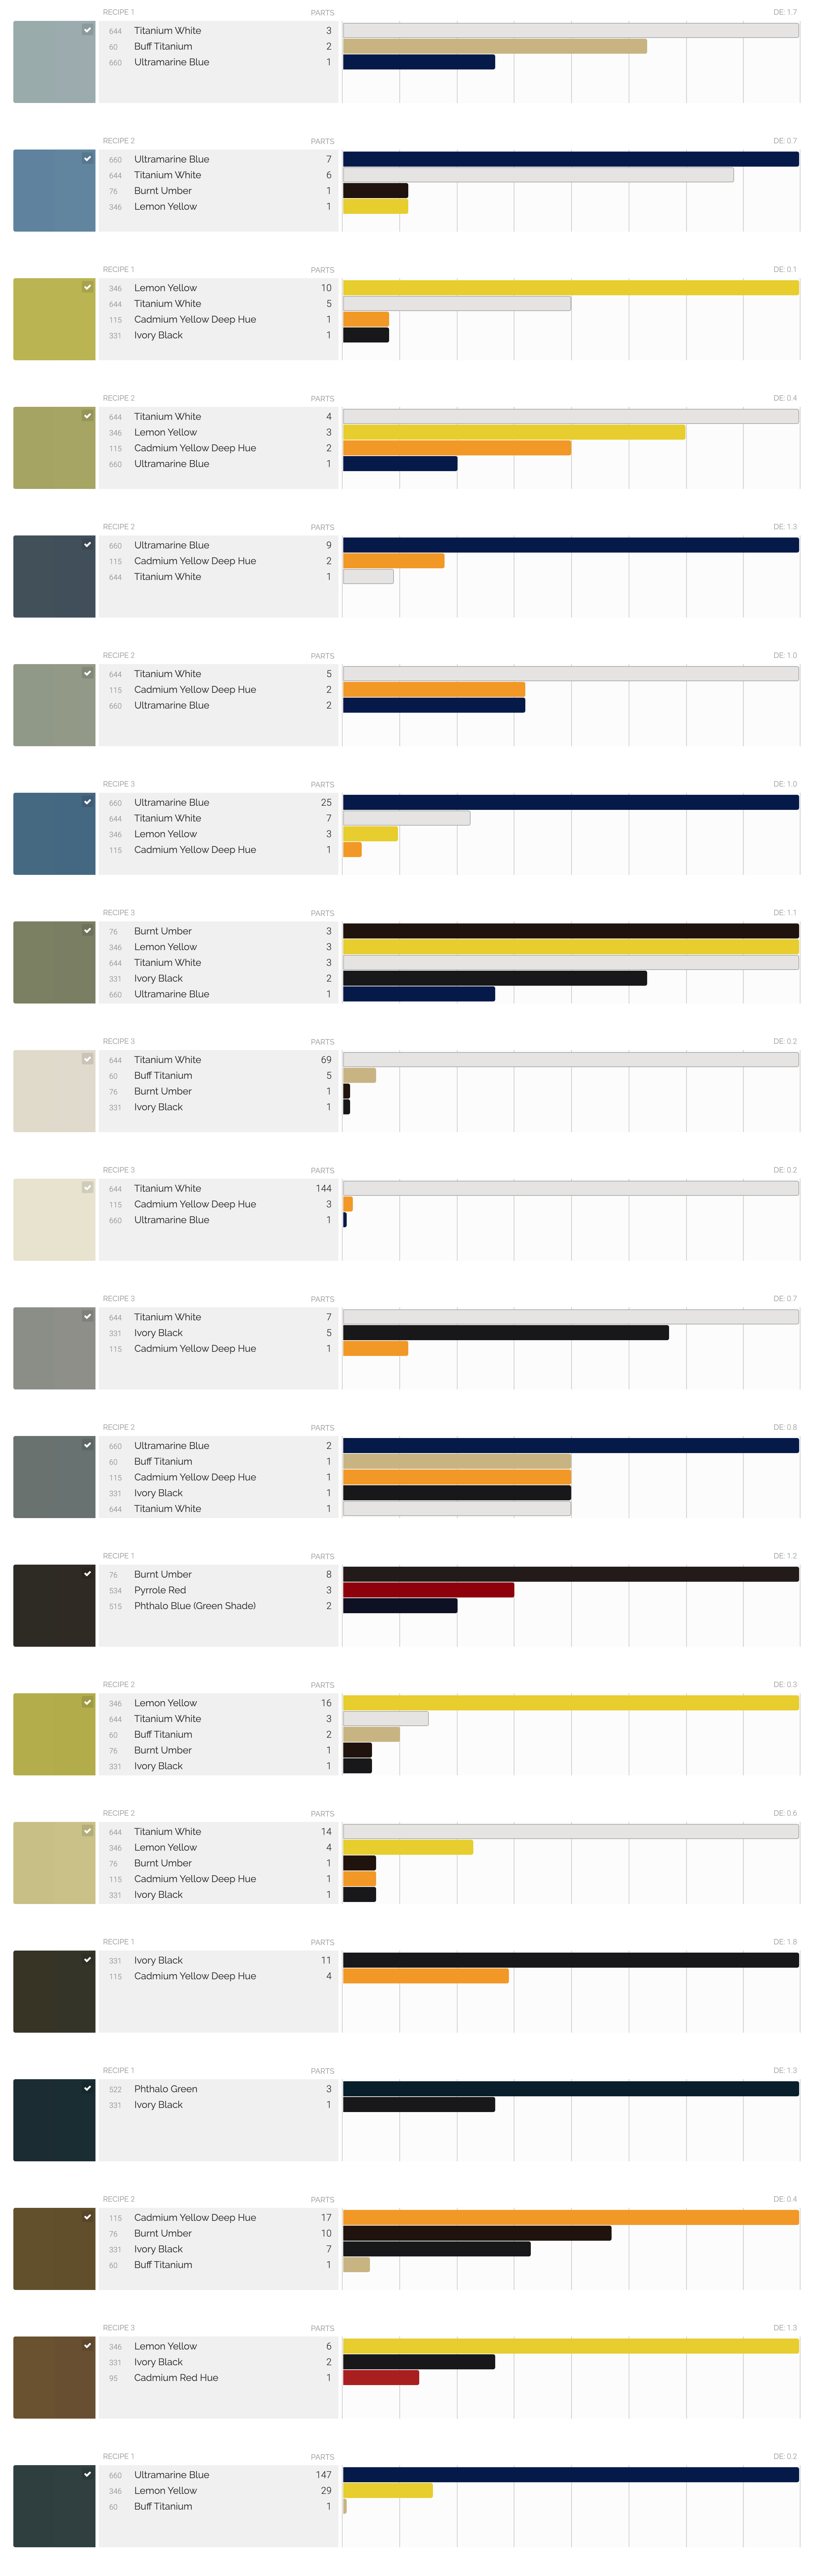 RECIPE 1 PARTS DE: 1.7
644 Titanium White 3
60 Buff Titanium 2
660 Ultramarine Blue 1
RECIPE 2 PARTS DE: 0.7
660 Ultramarine Blue 7
644 Titanium White 6
76 Burnt Umber 1
346 Lemon Yellow 1
RECIPE 1 PARTS DE: 0.1
346 Lemon Yellow 10
644 Titanium White 5
115 Cadmium Yellow Deep Hue 1
331 Ivory Black 1
RECIPE 2 PARTS DE: 0.4
644 Titanium White 4
346 Lemon Yellow 3
115 Cadmium Yellow Deep Hue 2
660 Ultramarine Blue 1
RECIPE 2 PARTS DE: 1.3
660 Ultramarine Blue 9
115 Cadmium Yellow Deep Hue 2
644 Titanium White 1
RECIPE 2 PARTS DE: 1.0
644 Titanium White 5
115 Cadmium Yellow Deep Hue 2
660 Ultramarine Blue 2
RECIPE 3 PARTS DE: 1.0
660 Ultramarine Blue 25
644 Titanium White 7
346 Lemon Yellow 3
115 Cadmium Yellow Deep Hue 1
RECIPE 3 PARTS DE: 1.1
76 Burnt Umber 3
346 Lemon Yellow 3
644 Titanium White 3
331 Ivory Black 2
660 Ultramarine Blue 1
RECIPE 3 PARTS DE: 0.2
644 Titanium White 69
60 Buff Titanium 5
76 Burnt Umber 1
331 Ivory Black 1
RECIPE 3 PARTS DE: 0.2
644 Titanium White 144
115 Cadmium Yellow Deep Hue 3
660 Ultramarine Blue 1
RECIPE 3 PARTS DE: 0.7
644 Titanium White 7
331 Ivory Black 5
115 Cadmium Yellow Deep Hue 1
RECIPE 2 PARTS DE: 0.8
660 Ultramarine Blue 2
60 Buff Titanium 1
115 Cadmium Yellow Deep Hue 1
331 Ivory Black 1
644 Titanium White 1
RECIPE 1 PARTS DE: 1.2
76 Burnt Umber 8
534 Pyrrole Red 3
515 Phthalo Blue (Green Shade) 2
RECIPE 2 PARTS DE: 0.3
346 Lemon Yellow 16
644 Titanium White 3
60 Buff Titanium 2
76 Burnt Umber 1
331 Ivory Black 1
RECIPE 2 PARTS DE: 0.6
644 Titanium White 14
346 Lemon Yellow 4
76 Burnt Umber 1
115 Cadmium Yellow Deep Hue 1
331 Ivory Black 1
RECIPE 1 PARTS DE: 1.8
331 Ivory Black 11
115 Cadmium Yellow Deep Hue 4
RECIPE 1 PARTS DE: 1.3
522 Phthalo Green 3
331 Ivory Black 1
RECIPE 2 PARTS DE: 0.4
115 Cadmium Yellow Deep Hue 17
76 Burnt Umber 10
331 Ivory Black 7
60 Buff Titanium 1
RECIPE 3 PARTS DE: 1.3
346 Lemon Yellow 6
331 Ivory Black 2
95 Cadmium Red Hue 1
RECIPE 1 PARTS DE: 0.2
660 Ultramarine Blue 147
346 Lemon Yellow 29
60 Buff Titanium 1